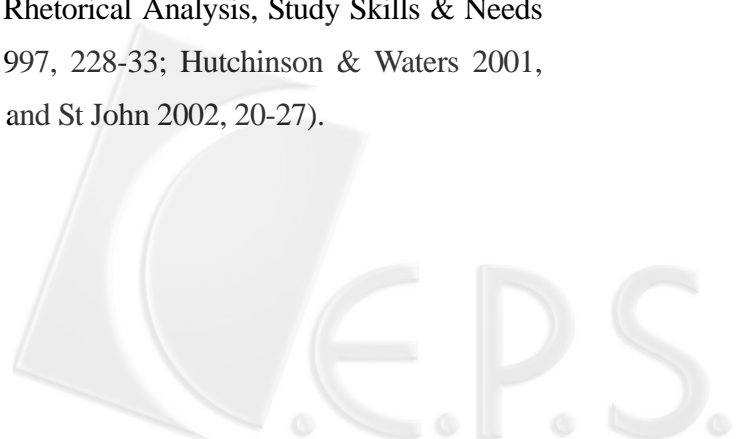 Rhetorical Analysis, Study Skills & Needs
997, 228-33; Hutchinson & Waters 2001,
and St John 2002, 20-27).
C.E.P.S.